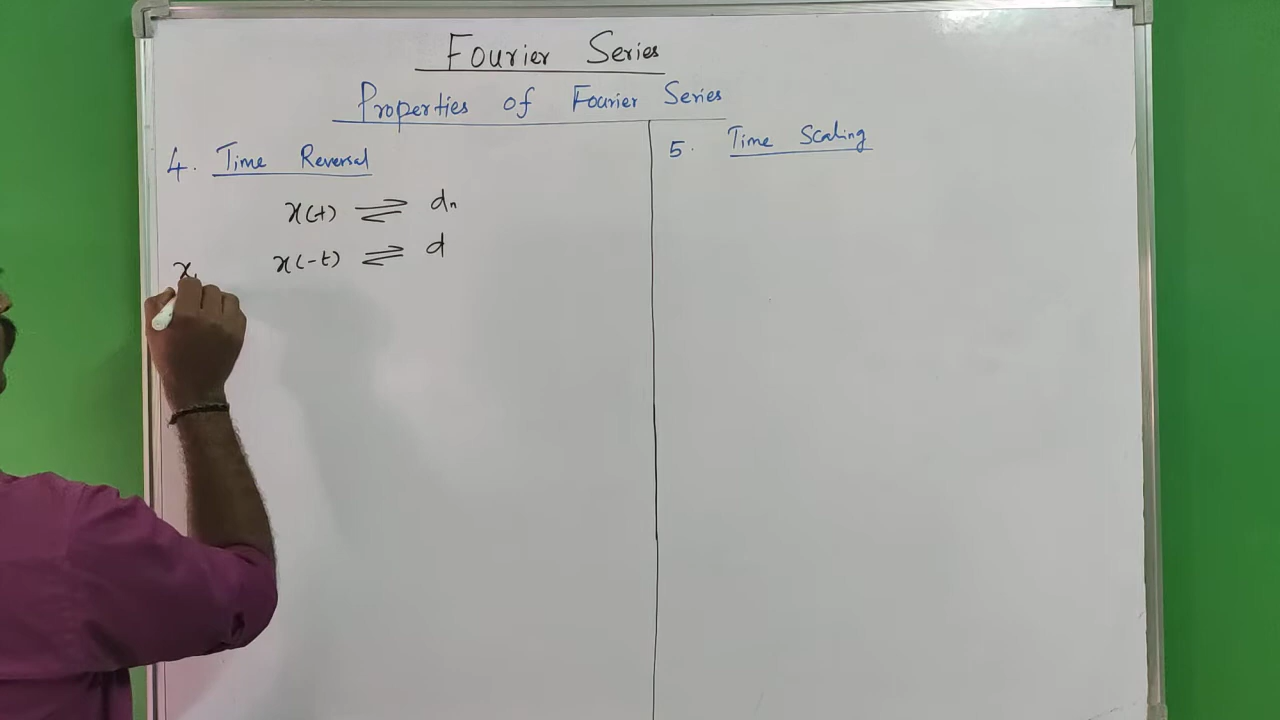 Fourier Series
Properties of Fourier Series
4. Time Reversal
x(t) ⇌ dn
x(-t) ⇌ d
x
5. Time Scaling